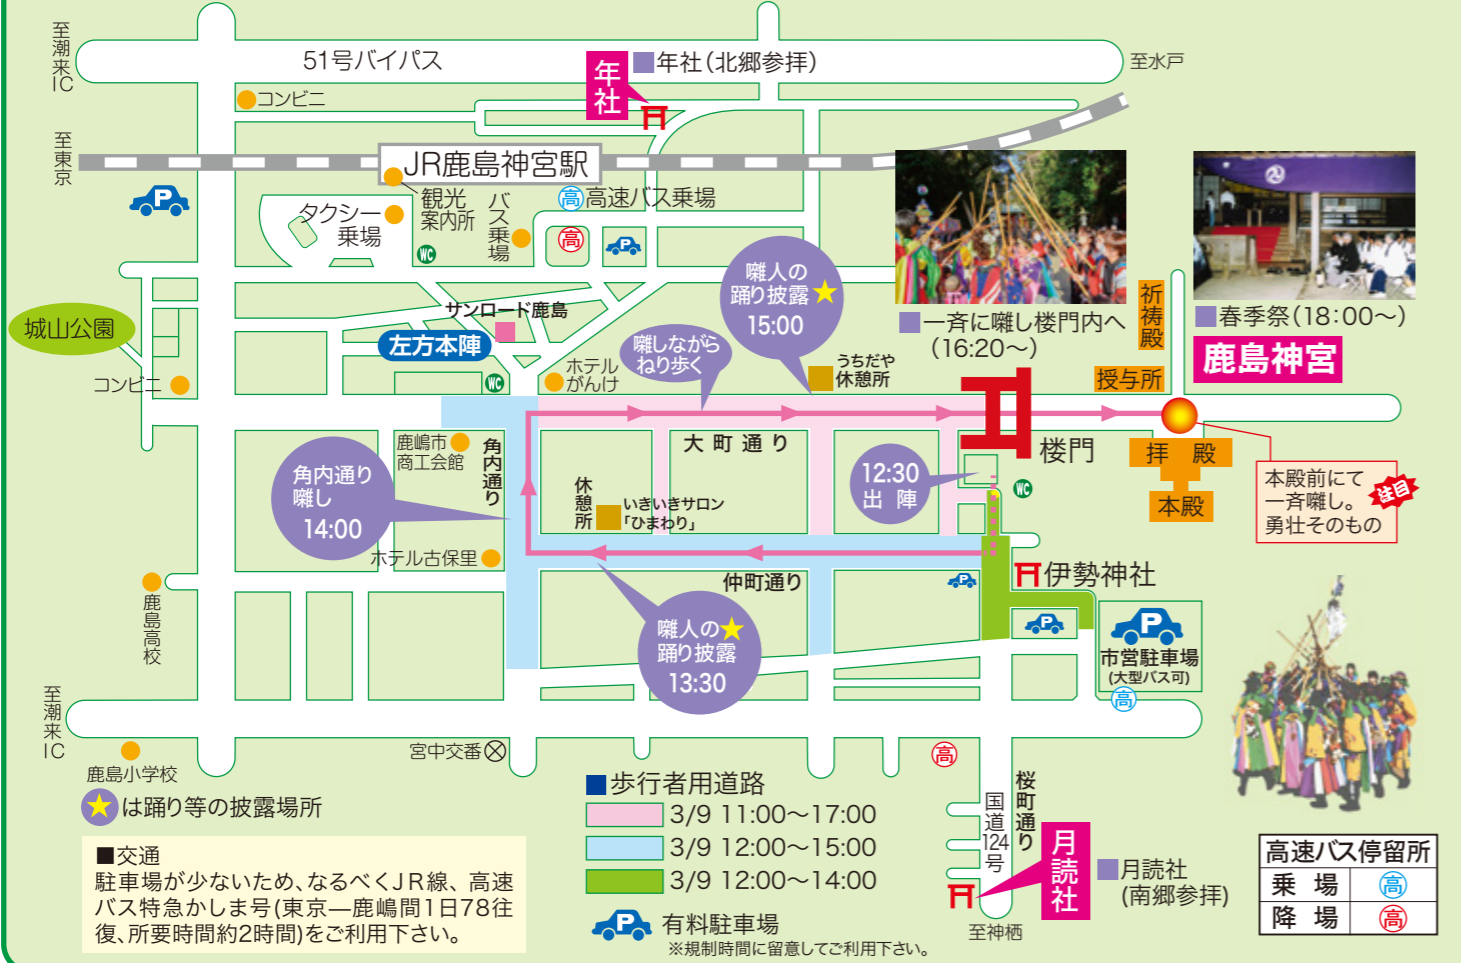 至潮来IC
51号バイパス
年社
■年社(北郷参拝)
至水戸
コンビニ
至東京
JR鹿島神宮駅
P
観光
案内所
タクシー
乗場
バス乗場
高 高速バス乗場
高
P
WC
囃人の
踊り披露★
15:00
■一斉に囃し楼門内へ
(16:20〜)
祈祷殿
■春季祭(18:00〜)
鹿島神宮
城山公園
サンロード鹿島
左方本陣
囃しながら
ねり歩く
うちだや
休憩所
授与所
コンビニ
WC
ホテル
がんけ
鹿嶋市
商工会館
角内通り
大町通り
楼門
拝殿
本殿
本殿前にて
一斉囃し。
勇壮そのもの
注目
角内通り
囃し
14:00
休憩所
いきいきサロン
「ひまわり」
12:30
出陣
WC
ホテル古保里
仲町通り
P
伊勢神社
鹿島高校
囃人の★
踊り披露
13:30
P
P
市営駐車場
(大型バス可)
高
至潮来IC
鹿島小学校
宮中交番
高
★は踊り等の披露場所
■歩行者用道路
3/9 11:00〜17:00
3/9 12:00〜15:00
3/9 12:00〜14:00
P 有料駐車場
※規制時間に留意してご利用下さい。
■交通
駐車場が少ないため、なるべくJR線、高速
バス特急かしま号(東京―鹿嶋間1日78往
復、所要時間約2時間)をご利用下さい。
桜町通り
国道124号
月読社
■月読社
(南郷参拝)
至神栖
高速バス停留所
乗場 高
降場 高